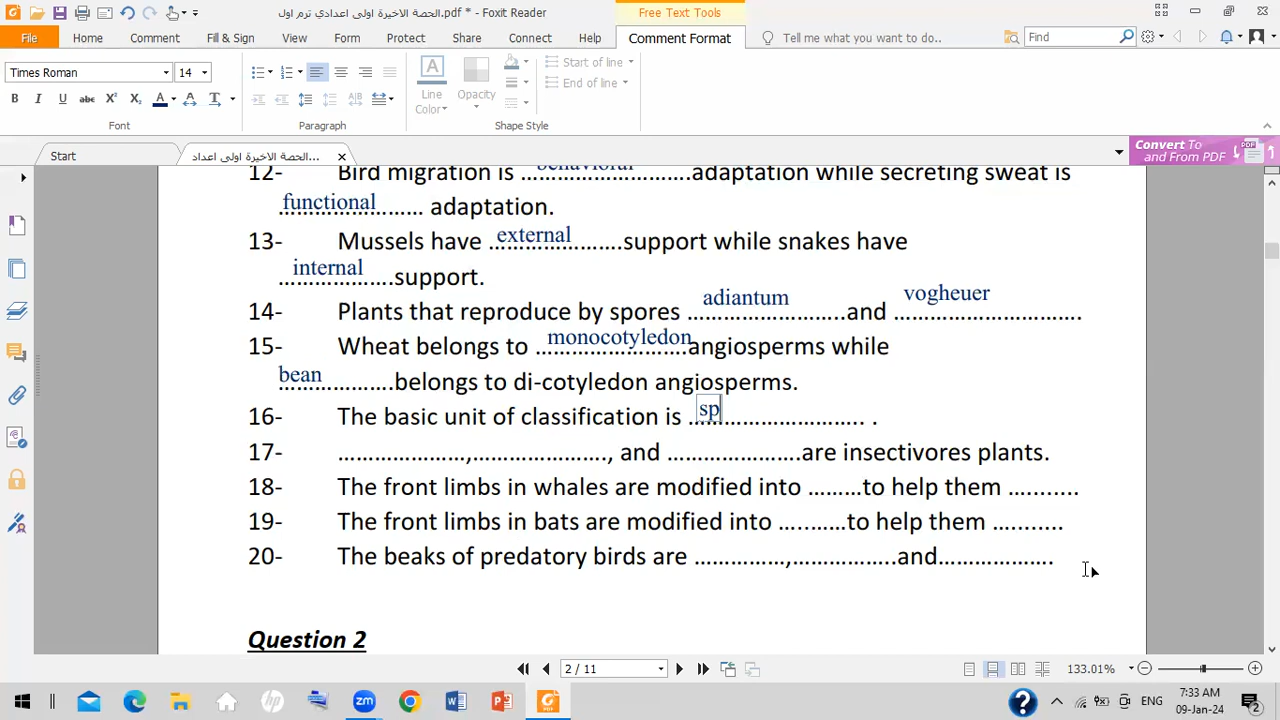 الحصة الاخيرة اولى اعدادي ترم اول.pdf * - Foxit Reader
Free Text Tools
File Home Comment Fill & Sign View Form Protect Share Connect Help Comment Format Tell me what you want to do.. Find
Times Roman 14
Start of line
End of line
Line Color Opacity
Font Paragraph Shape Style
Start
الحصة الاخيرة اولى اعداد...
Convert To and From PDF
12- Bird migration is behavioral ………………….adaptation while secreting sweat is
functional ……………… adaptation.
13- Mussels have external …………….support while snakes have
internal …………..support.
14- Plants that reproduce by spores adiantum ………………..and vogheuer …………………….
15- Wheat belongs to monocotyledon ……………….angiosperms while
bean …………..belongs to di-cotyledon angiosperms.
16- The basic unit of classification is sp ………………….. .
17- ……………,……………., and …………….are insectivores plants.
18- The front limbs in whales are modified into ………to help them ….......
19- The front limbs in bats are modified into …..……to help them ….......
20- The beaks of predatory birds are …………,…………..and…………….
Question 2
2 / 11
133.01%
ENG
7:33 AM
09-Jan-24
2